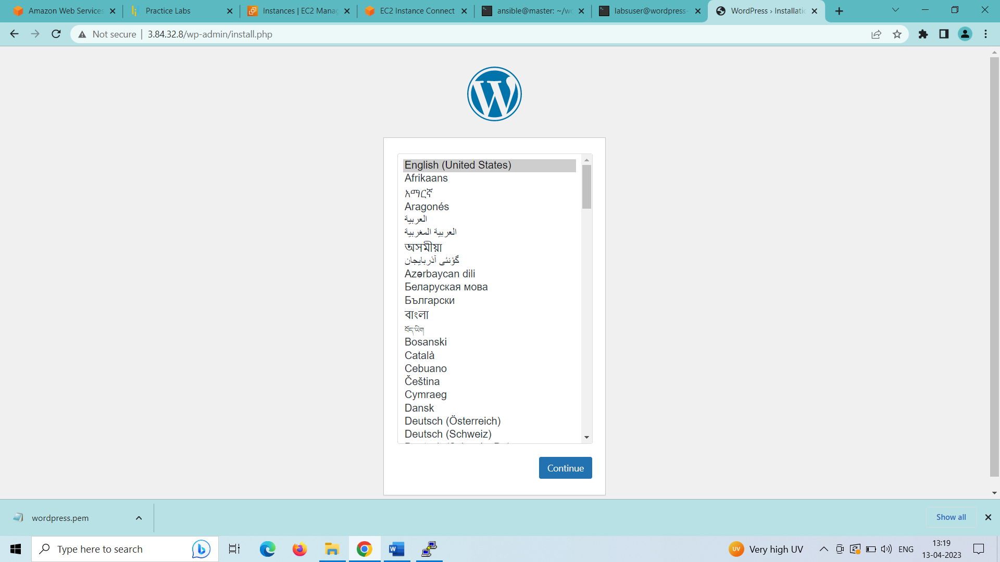 Amazon Web Services
Practice Labs
Instances | EC2 Manag
EC2 Instance Connect
ansible@master: ~/wo
labsuser@wordpress-
WordPress › Installatio
Not secure
3.84.32.8/wp-admin/install.php
English (United States)
Afrikaans
አማርኛ
Aragonés
العربية
العربية المغربية
অসমীয়া
گؤنئی آذربایجان
Azərbaycan dili
Беларуская мова
Български
বাংলা
བོད་ཡིག
Bosanski
Català
Cebuano
Čeština
Cymraeg
Dansk
Deutsch (Österreich)
Deutsch (Schweiz)
Continue
wordpress.pem
Show all
Type here to search
UV
Very high UV
ENG
13:19
13-04-2023